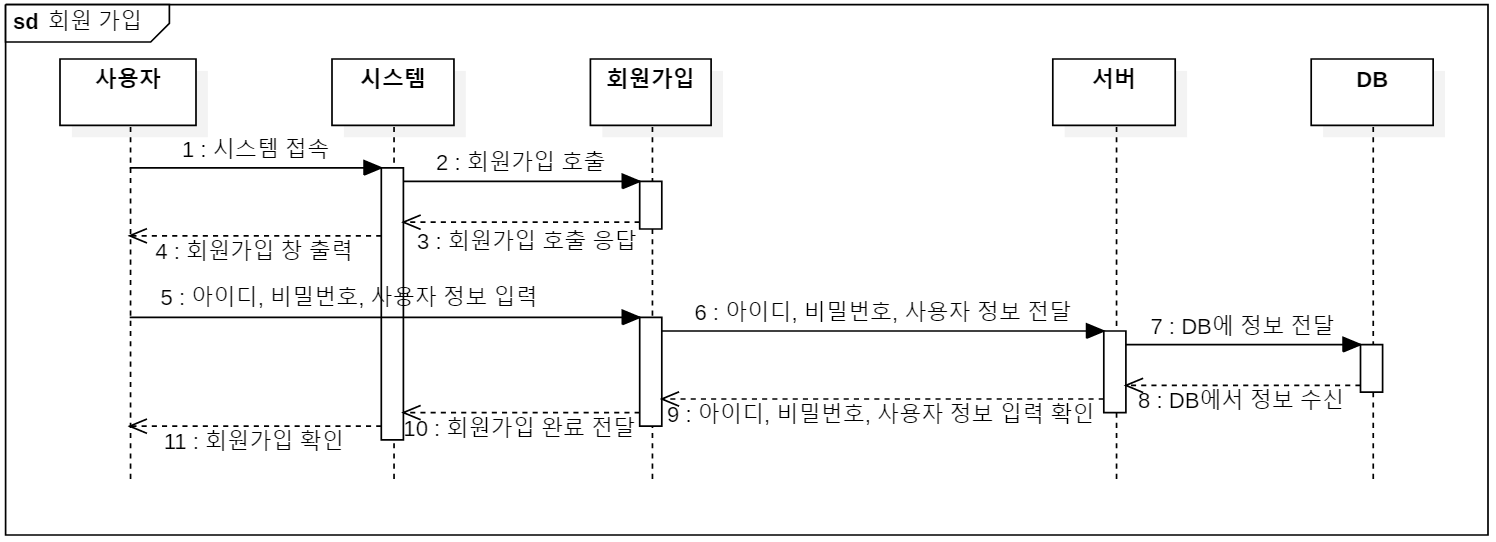 sd 회원 가입
사용자
시스템
회원가입
서버
DB
1 : 시스템 접속
2 : 회원가입 호출
3 : 회원가입 호출 응답
4 : 회원가입 창 출력
5 : 아이디, 비밀번호, 사용자 정보 입력
6 : 아이디, 비밀번호, 사용자 정보 전달
7 : DB에 정보 전달
8 : DB에서 정보 수신
9 : 아이디, 비밀번호, 사용자 정보 입력 확인
10 : 회원가입 완료 전달
11 : 회원가입 확인